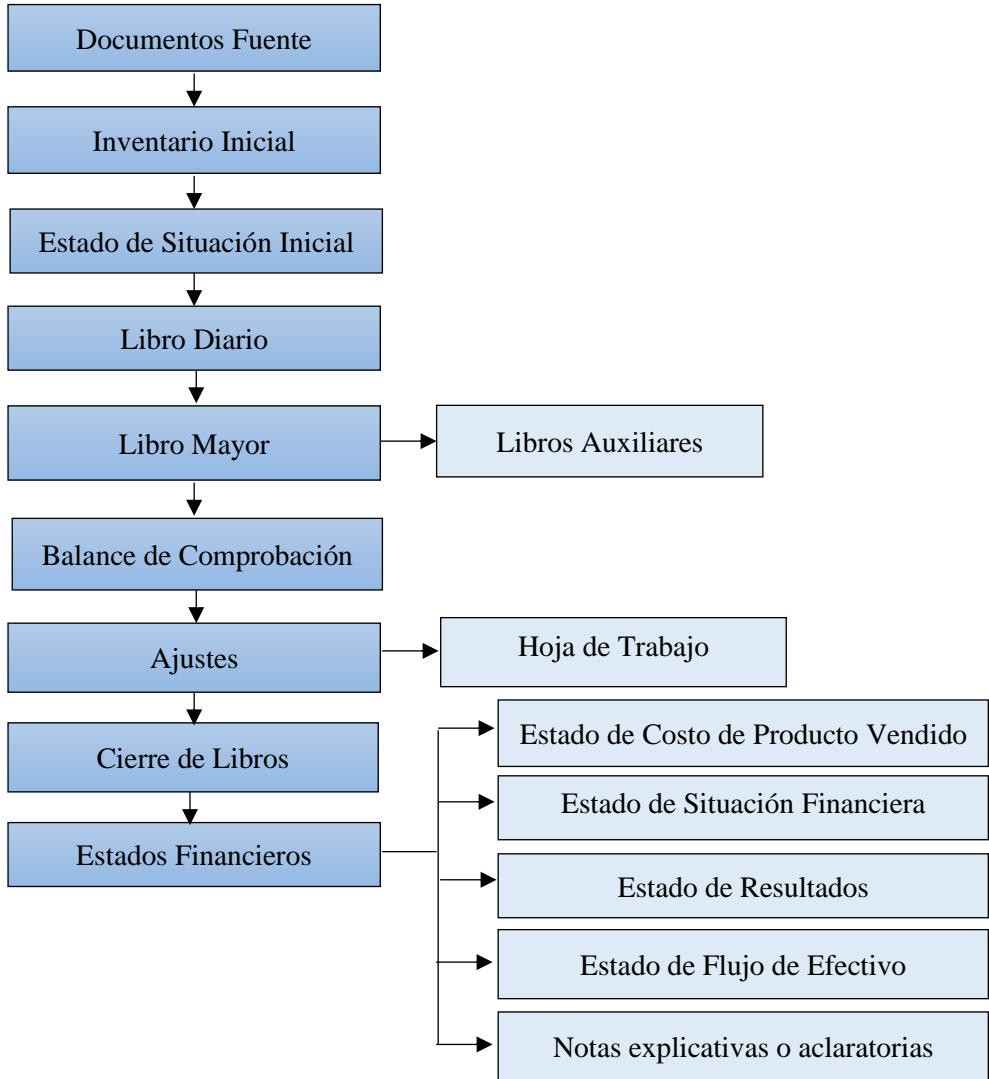 Documentos Fuente
Inventario Inicial
Estado de Situación Inicial
Libro Diario
Libro Mayor
Libros Auxiliares
Balance de Comprobación
Ajustes
Hoja de Trabajo
Cierre de Libros
Estados Financieros
Estado de Costo de Producto Vendido
Estado de Situación Financiera
Estado de Resultados
Estado de Flujo de Efectivo
Notas explicativas o aclaratorias